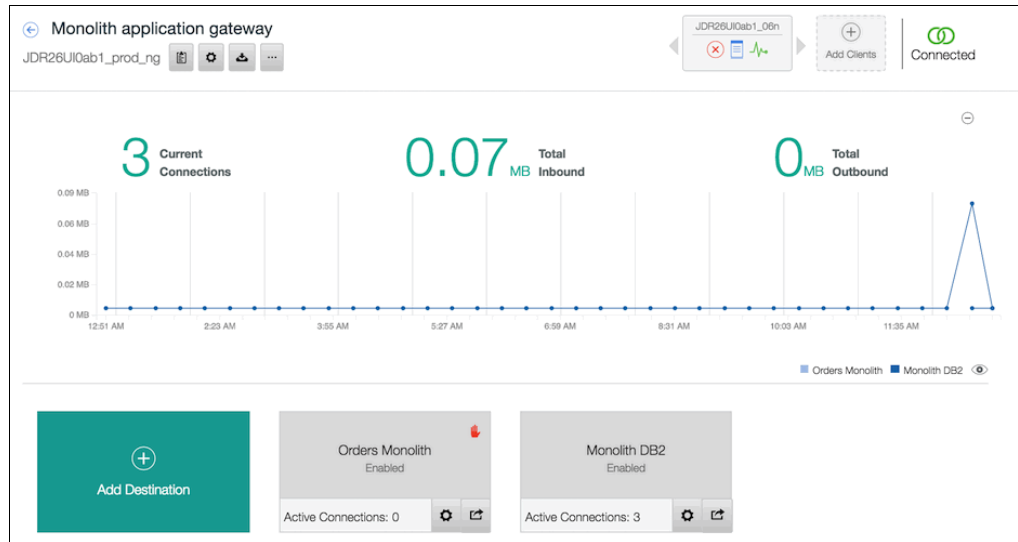 Monolith application gateway
JDR26UI0ab1_prod_ng
JDR26UI0ab1_06n
Add Clients
Connected
3 Current Connections
0.07 MB Total Inbound
0 MB Total Outbound
0.09 MB
0.06 MB
0.04 MB
0.02 MB
0 MB
12:51 AM 2:23 AM 3:55 AM 5:27 AM 6:59 AM 8:31 AM 10:03 AM 11:35 AM
Orders Monolith Monolith DB2
Add Destination
Orders Monolith
Enabled
Active Connections: 0
Monolith DB2
Enabled
Active Connections: 3